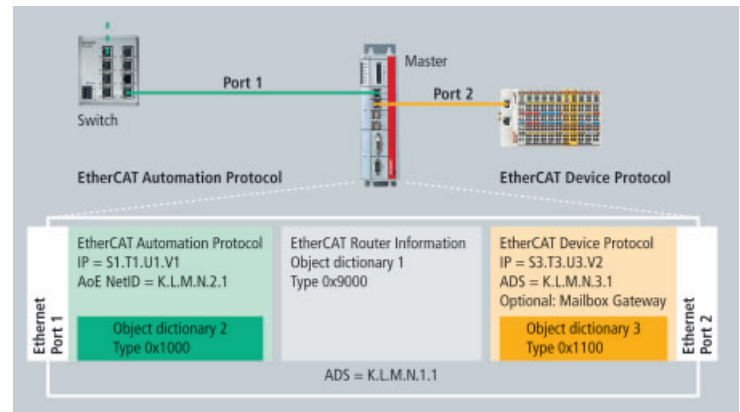 Master
Port 1
Port 2
Switch
EtherCAT Automation Protocol
EtherCAT Device Protocol
Ethernet
Port 1
EtherCAT Automation Protocol
IP = S1.T1.U1.V1
AoE NetID = K.L.M.N.2.1
Object dictionary 2
Type 0x1000
EtherCAT Router Information
Object dictionary 1
Type 0x9000
EtherCAT Device Protocol
IP = S3.T3.U3.V2
ADS = K.L.M.N.3.1
Optional: Mailbox Gateway
Object dictionary 3
Type 0x1100
Ethernet
Port 2
ADS = K.L.M.N.1.1